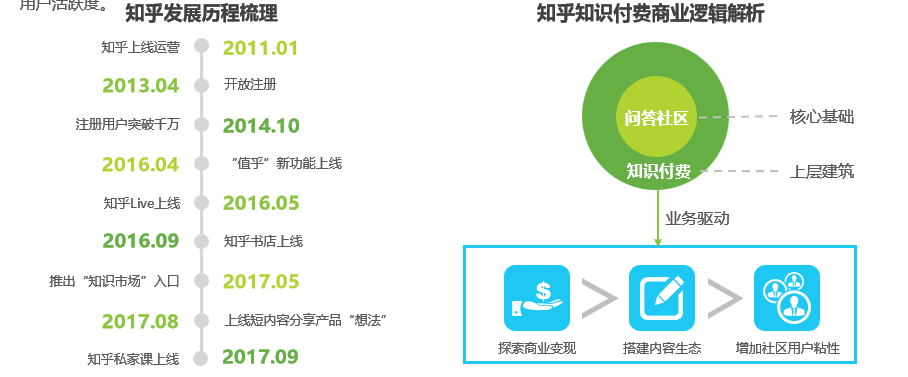 用户活跃度。
知乎发展历程梳理
知乎上线运营 2011.01
2013.04 开放注册
注册用户突破千万 2014.10
2016.04 “值乎”新功能上线
知乎Live上线 2016.05
2016.09 知乎书店上线
推出“知识市场”入口 2017.05
2017.08 上线短内容分享产品“想法”
知乎私家课上线 2017.09
知乎知识付费商业逻辑解析
问答社区 核心基础
知识付费 上层建筑
业务驱动
探索商业变现 搭建内容生态 增加社区用户粘性